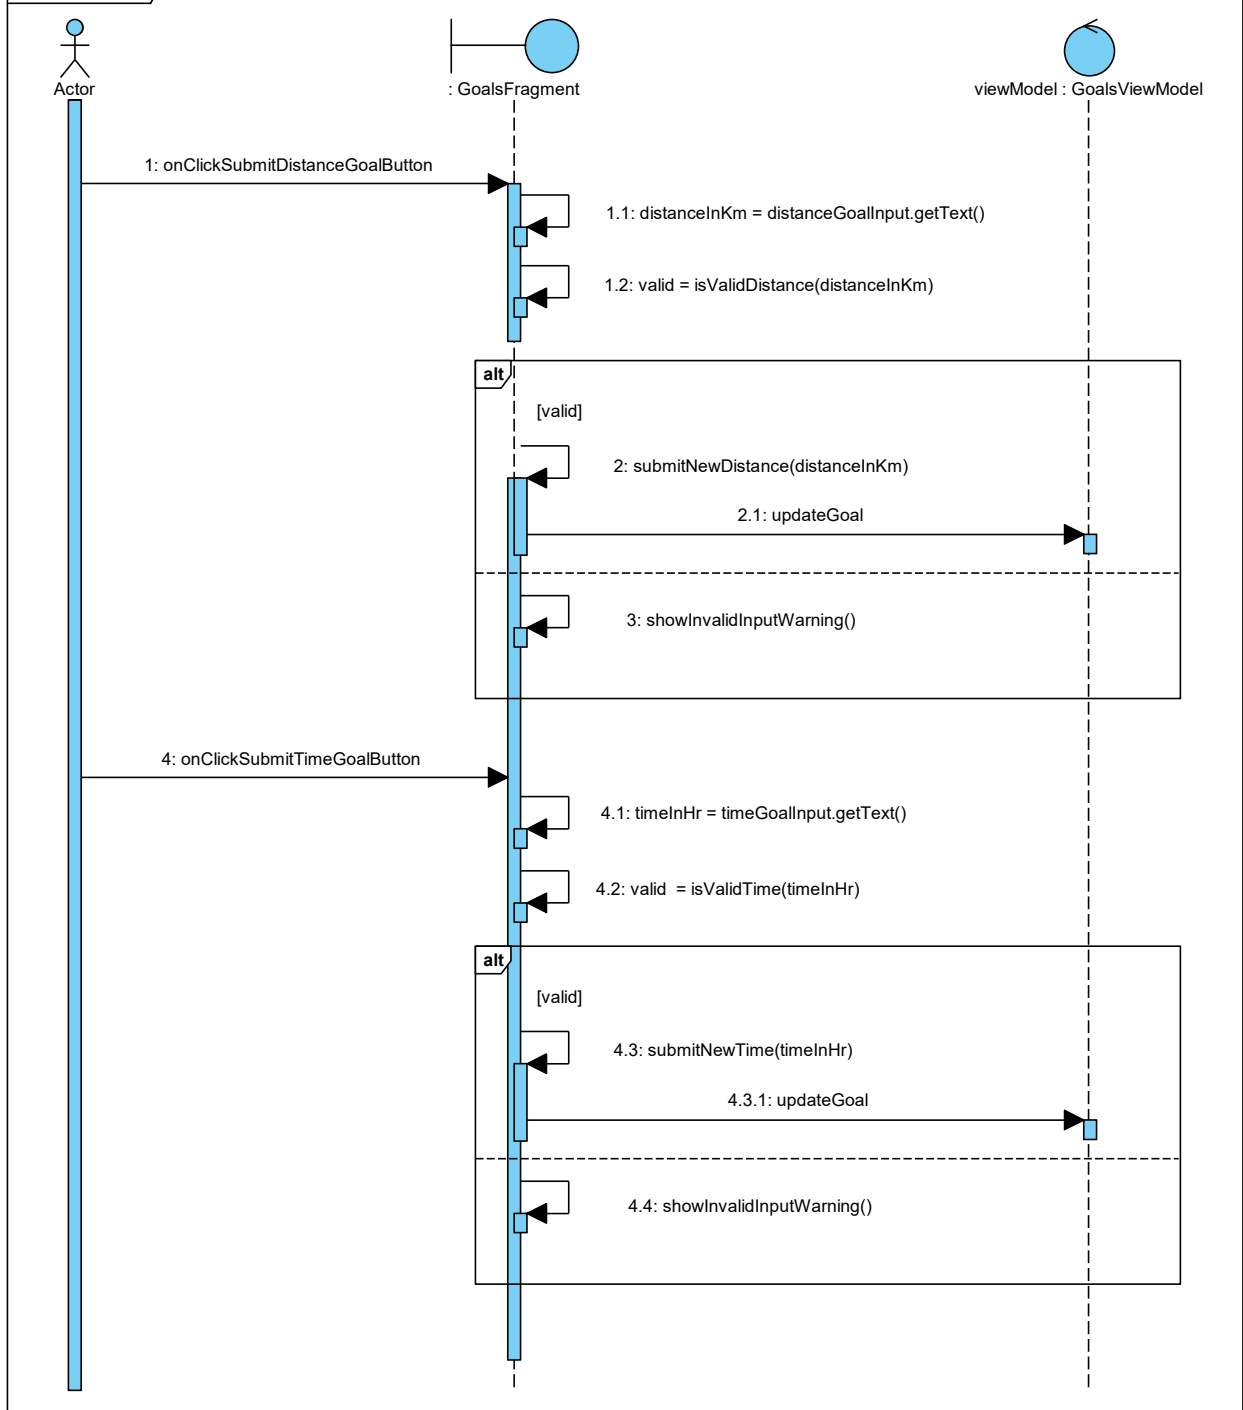 Actor
: GoalsFragment
viewModel : GoalsViewModel
1: onClickSubmitDistanceGoalButton
1.1: distanceInKm = distanceGoalInput.getText()
1.2: valid = isValidDistance(distanceInKm)
alt
[valid]
2: submitNewDistance(distanceInKm)
2.1: updateGoal
3: showInvalidInputWarning()
4: onClickSubmitTimeGoalButton
4.1: timeInHr = timeGoalInput.getText()
4.2: valid  = isValidTime(timeInHr)
alt
[valid]
4.3: submitNewTime(timeInHr)
4.3.1: updateGoal
4.4: showInvalidInputWarning()